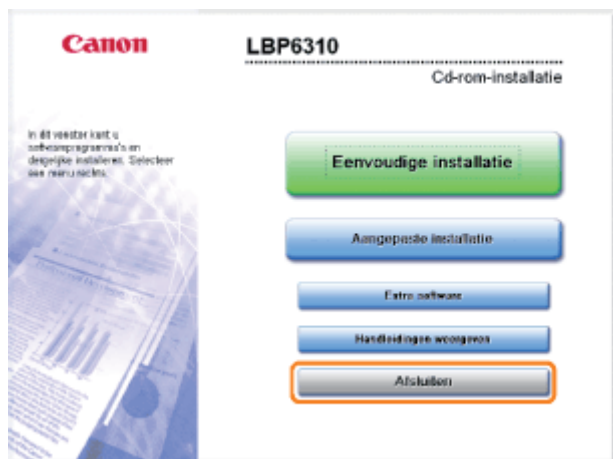 Canon
LBP6310
Cd-rom-installatie
In dit venster kunt u
softwareprogramma's en
dergelijke installeren. Selecteer
een menu rechts.
Eenvoudige installatie
Aangepaste installatie
Extra software
Handleidingen weergeven
Afsluiten